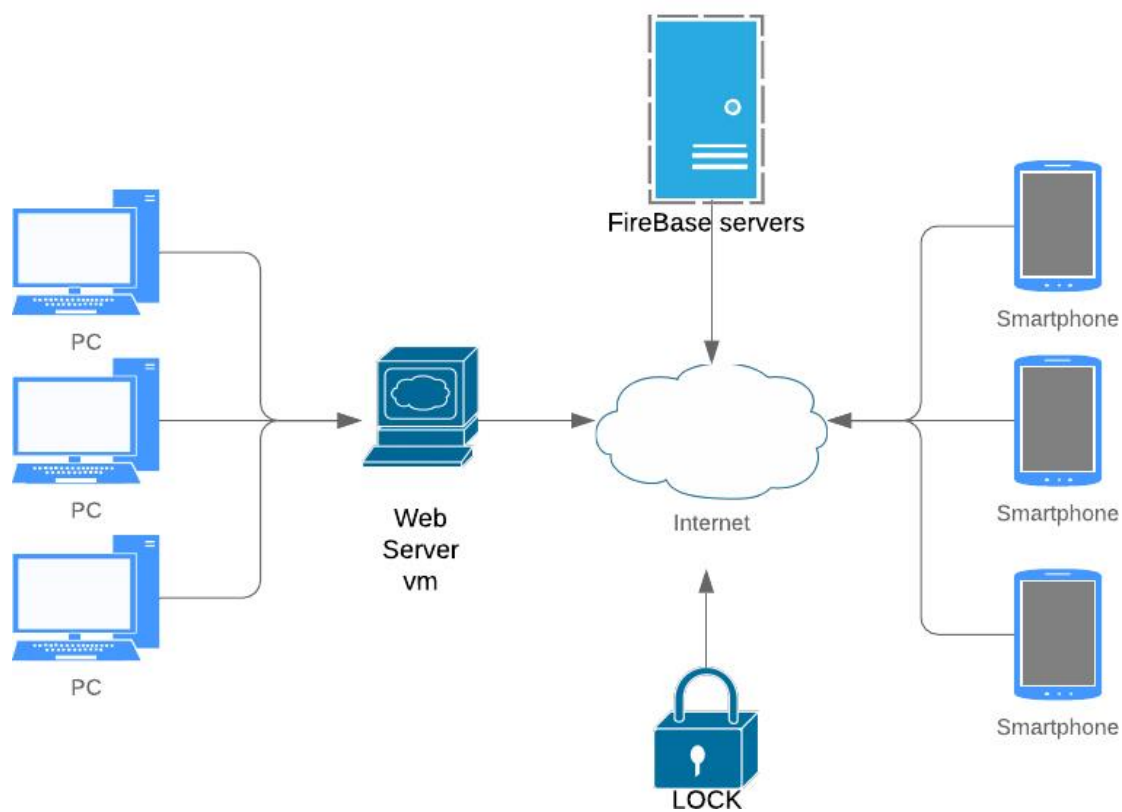 FireBase servers
PC
PC
PC
Web
Server
vm
Internet
LOCK
Smartphone
Smartphone
Smartphone